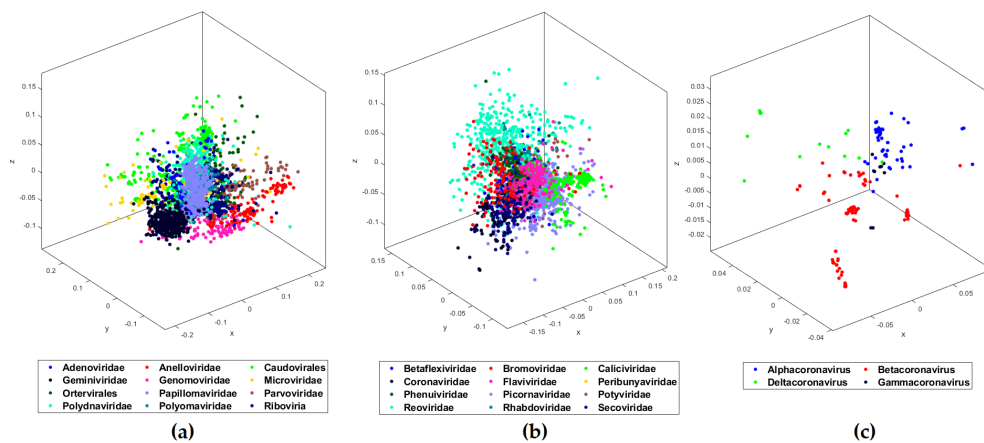 0.15
0.1
0.05
0
-0.05
-0.1
z
0.2
0.1
0
-0.1
y
-0.2
-0.1
0
0.1
0.2
x
Adenoviridae Anelloviridae Caudovirales
Geminiviridae Genomoviridae Microviridae
Ortervirales Papillomaviridae Parvoviridae
Polydnaviridae Polyomaviridae Riboviria
(a)
0.15
0.1
0.05
0
-0.05
-0.1
z
0.15
0.1
0.05
0
-0.05
-0.1
y
-0.15
-0.1
-0.05
0
0.05
0.1
0.15
0.2
x
Betaflexiviridae Bromoviridae Caliciviridae
Coronaviridae Flaviviridae Peribunyaviridae
Phenuiviridae Picornaviridae Potyviridae
Reoviridae Rhabdoviridae Secoviridae
(b)
0.03
0.025
0.02
0.015
0.01
0.005
0
-0.005
-0.01
-0.015
-0.02
z
0.04
0.02
0
-0.02
-0.04
y
-0.05
0
0.05
x
Alphacoronavirus Betacoronavirus
Deltacoronavirus Gammacoronavirus
(c)